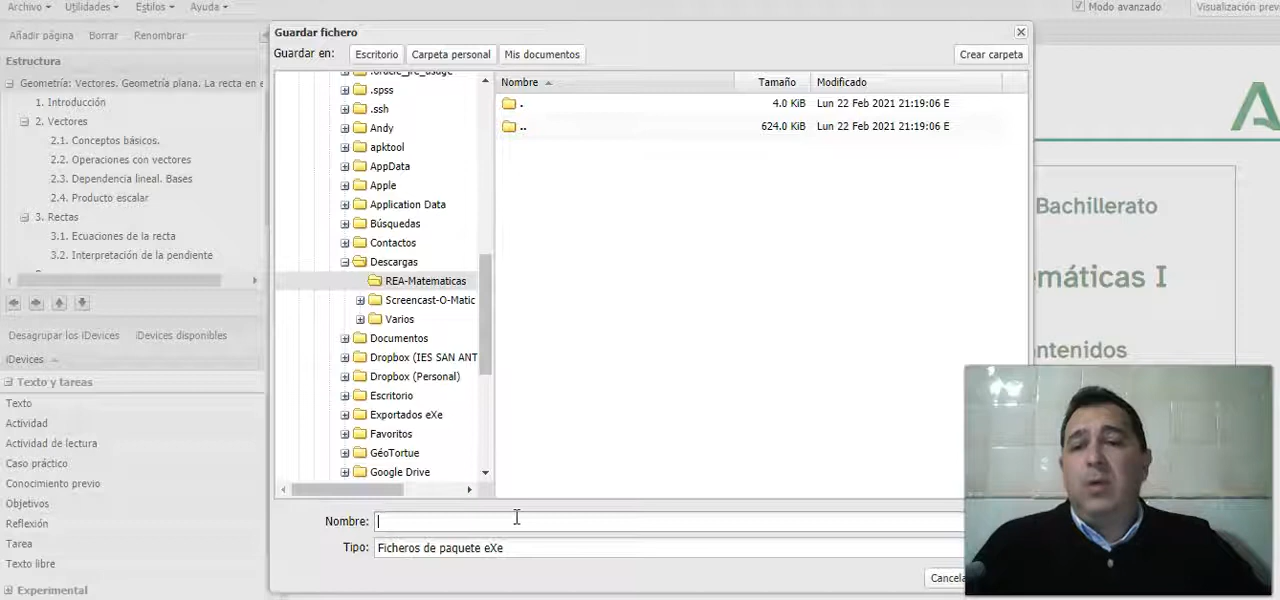 Archivo Utilidades Estilos Ayuda
Modo avanzado
Visualización prev
Añadir página Borrar Renombrar
Estructura
Geometría: Vectores. Geometría plana. La recta en e
1. Introducción
2. Vectores
2.1. Conceptos básicos.
2.2. Operaciones con vectores
2.3. Dependencia lineal. Bases
2.4. Producto escalar
3. Rectas
3.1. Ecuaciones de la recta
3.2. Interpretación de la pendiente
Desagrupar los iDevices iDevices disponibles
iDevices
Texto y tareas
Texto
Actividad
Actividad de lectura
Caso práctico
Conocimiento previo
Objetivos
Reflexión
Tarea
Texto libre
Experimental
Guardar fichero
Guardar en: Escritorio Carpeta personal Mis documentos Crear carpeta
.oracle_jre_usage
.spss
.ssh
Andy
apktool
AppData
Apple
Application Data
Búsquedas
Contactos
Descargas
REA-Matematicas
Screencast-O-Matic
Varios
Documentos
Dropbox (IES SAN ANT
Dropbox (Personal)
Escritorio
Exportados eXe
Favoritos
GéoTortue
Google Drive
Nombre Tamaño Modificado
. 4.0 KiB Lun 22 Feb 2021 21:19:06 E
.. 624.0 KiB Lun 22 Feb 2021 21:19:06 E
Nombre:
Tipo: Ficheros de paquete eXe
Cancela
A
Bachillerato
emáticas I
ntenidos